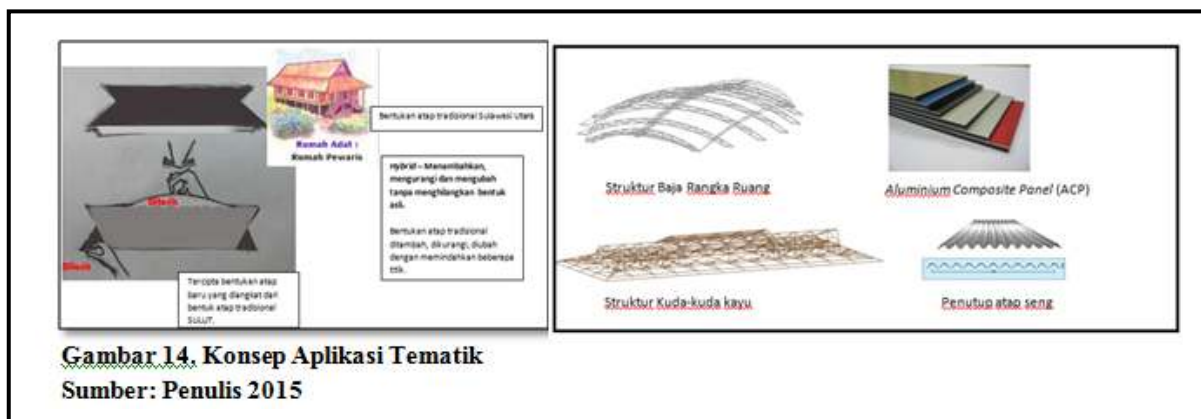 Bentukan atap tradisional Sulawesi Utara
Rumah Adat :
Rumah Pewaris
Hybrid – Menambahkan,
mengurangi dan mengubah
tanpa menghilangkan bentuk
asli.
Bentukan atap tradisional
ditambah, dikurangi, diubah
dengan memindahkan beberapa
titik.
Tercipta bentukan atap
baru yang diangkat dari
bentuk atap tradisional
SULUT.
Struktur Baja Rangka Ruang
Aluminium Composite Panel (ACP)
Struktur Kuda-kuda kayu
Penutup atap seng
Gambar 14. Konsep Aplikasi Tematik
Sumber: Penulis 2015